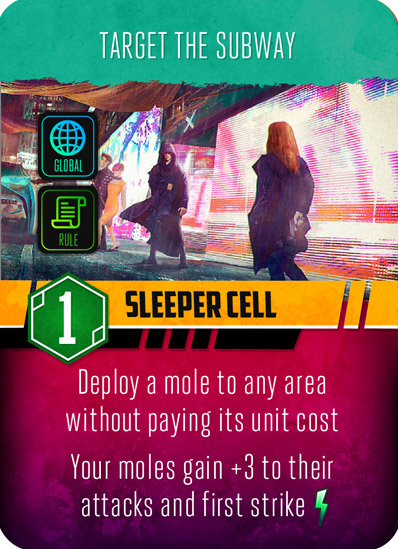 TARGET THE SUBWAY
GLOBAL
RULE
1
SLEEPER CELL
Deploy a mole to any area
without paying its unit cost
Your moles gain +3 to their
attacks and first strike